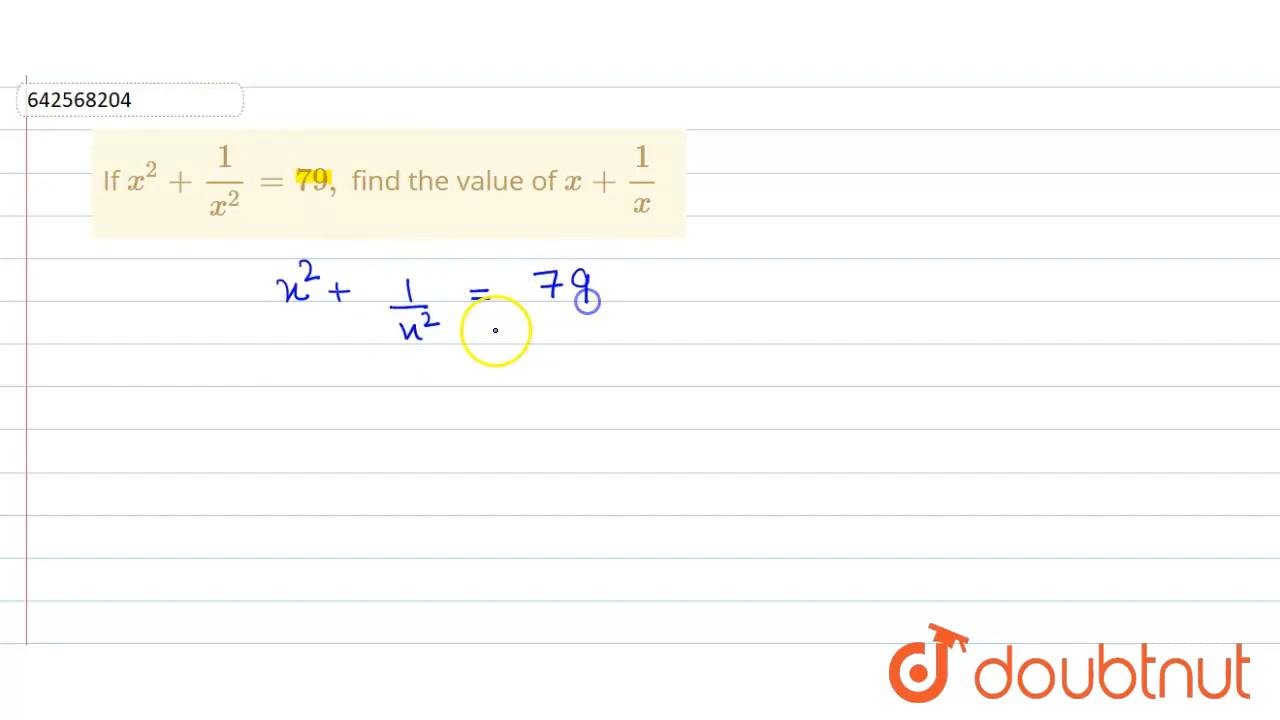 642568204
If x² + 1/x² = 79, find the value of x + 1/x
x² + 1/x² = 79
doubtnut